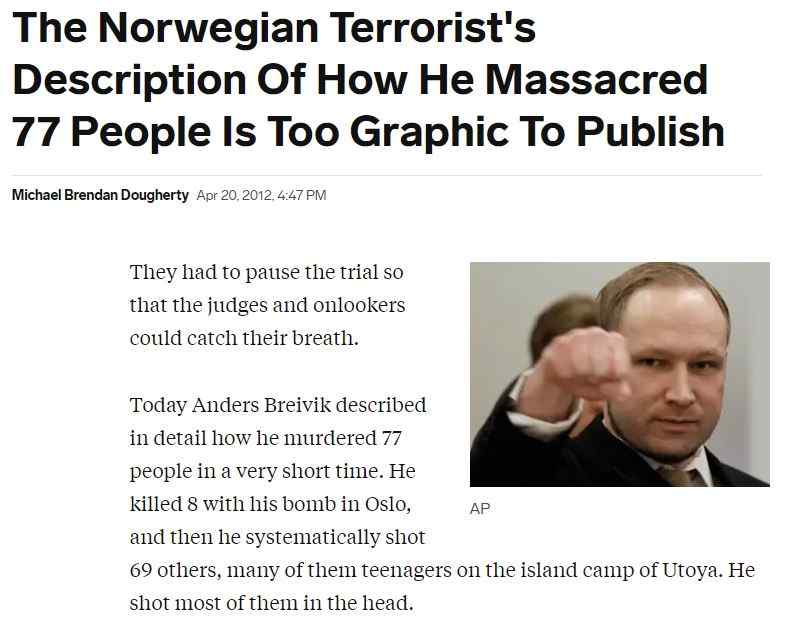 The Norwegian Terrorist's
Description Of How He Massacred
77 People Is Too Graphic To Publish
Michael Brendan Dougherty Apr 20, 2012, 4:47 PM
They had to pause the trial so
that the judges and onlookers
could catch their breath.
Today Anders Breivik described
in detail how he murdered 77
people in a very short time. He
killed 8 with his bomb in Oslo,
and then he systematically shot
69 others, many of them teenagers on the island camp of Utoya. He
shot most of them in the head.
AP